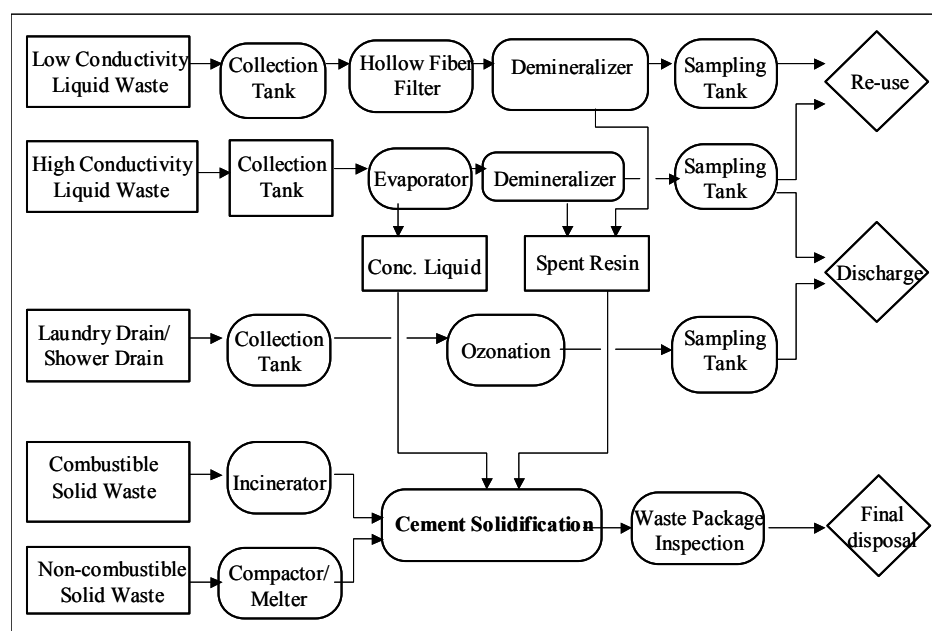 Low Conductivity
Liquid Waste
Collection
Tank
Hollow Fiber
Filter
Demineralizer
Sampling
Tank
Re-use
High Conductivity
Liquid Waste
Collection
Tank
Evaporator
Demineralizer
Sampling
Tank
Conc. Liquid
Spent Resin
Discharge
Laundry Drain/
Shower Drain
Collection
Tank
Ozonation
Sampling
Tank
Combustible
Solid Waste
Incinerator
Cement Solidification
Waste Package
Inspection
Final
disposal
Non-combustible
Solid Waste
Compactor/
Melter